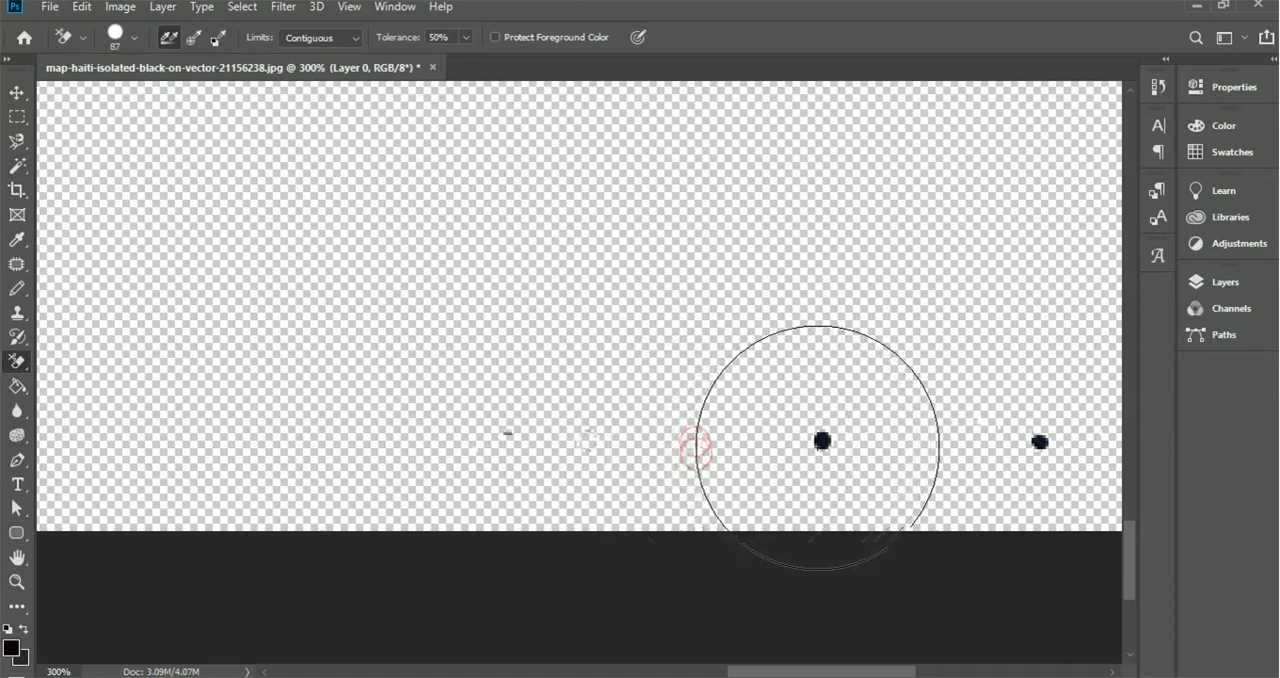 Ps File Edit Image Layer Type Select Filter 3D View Window Help
87 Limits: Contiguous Tolerance: 50% Protect Foreground Color
map-haiti-isolated-black-on-vector-21156238.jpg @ 300% (Layer 0, RGB/8*) * ×
Properties
Color
Swatches
Learn
Libraries
Adjustments
Layers
Channels
Paths
300% Doc: 3.09M/4.07M